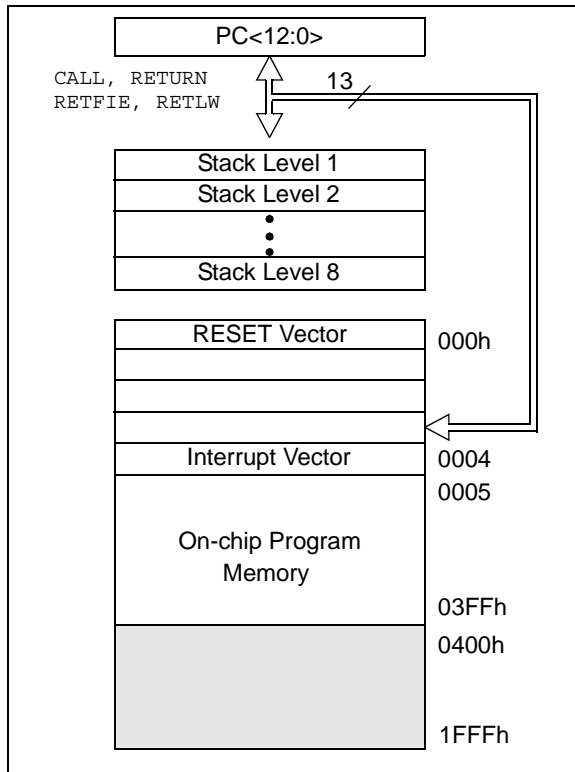 PC<12:0>
CALL, RETURN
RETFIE, RETLW
13
Stack Level 1
Stack Level 2
Stack Level 8
RESET Vector
000h
Interrupt Vector
0004
0005
On-chip Program
Memory
03FFh
0400h
1FFFh